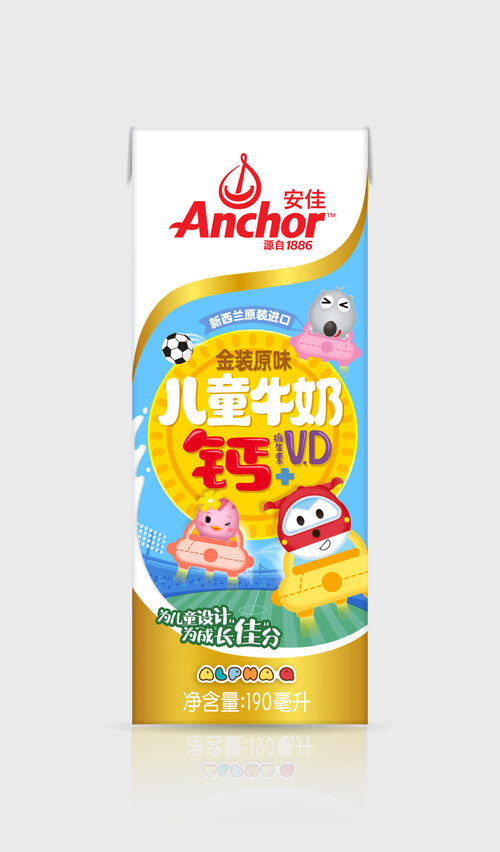 安佳
Anchor™
源自1886
新西兰原装进口
金装原味
儿童牛奶
钙+维生素V.D
为儿童设计
为成长“佳”分
ALPHA Q
净含量:190毫升
ALPHA Q